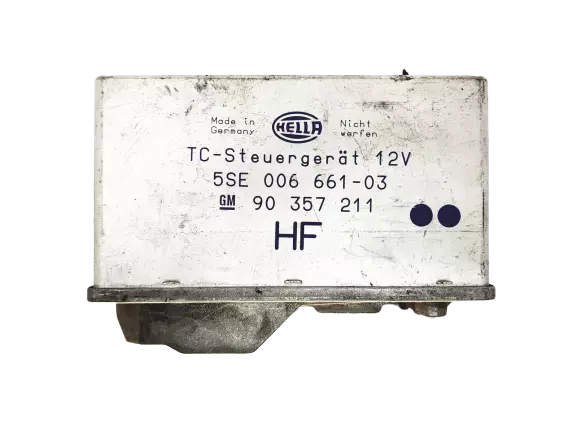 Made in
Germany
HELLA
Nicht
werfen
TC-Steuergerät 12V
5SE 006 661-03
GM 90 357 211
HF